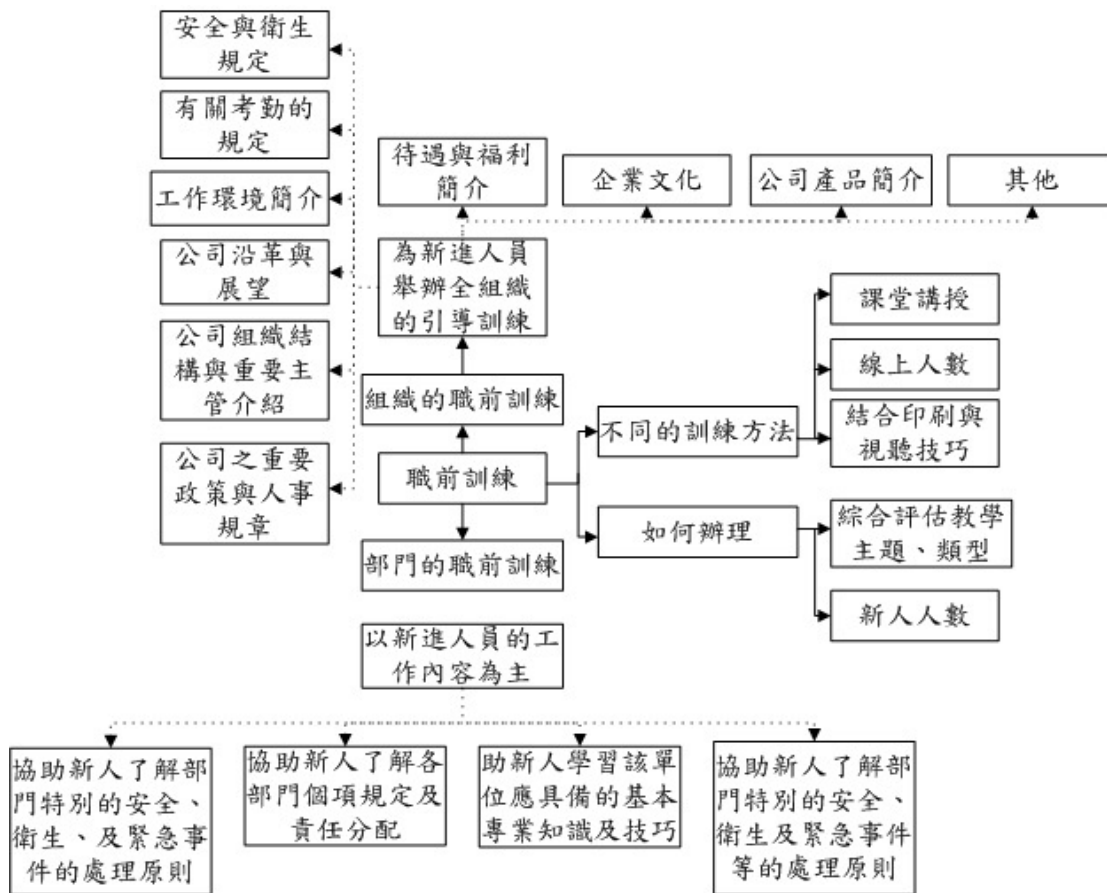 安全與衛生
規定
有關考勤的
規定
工作環境簡介
公司沿革與
展望
公司組織結
構與重要主
管介紹
公司之重要
政策與人事
規章
待遇與福利
簡介
企業文化
公司產品簡介
其他
為新進人員
舉辦全組織
的引導訓練
組織的職前訓練
職前訓練
部門的職前訓練
不同的訓練方法
如何辦理
課堂講授
線上人數
結合印刷與
視聽技巧
綜合評估教學
主題、類型
新人人數
以新進人員的工
作內容為主
協助新人了解部
門特別的安全、
衛生、及緊急事
件的處理原則
協助新人了解各
部門個項規定及
責任分配
助新人學習該單
位應具備的基本
專業知識及技巧
協助新人了解部
門特別的安全、
衛生及緊急事件
等的處理原則